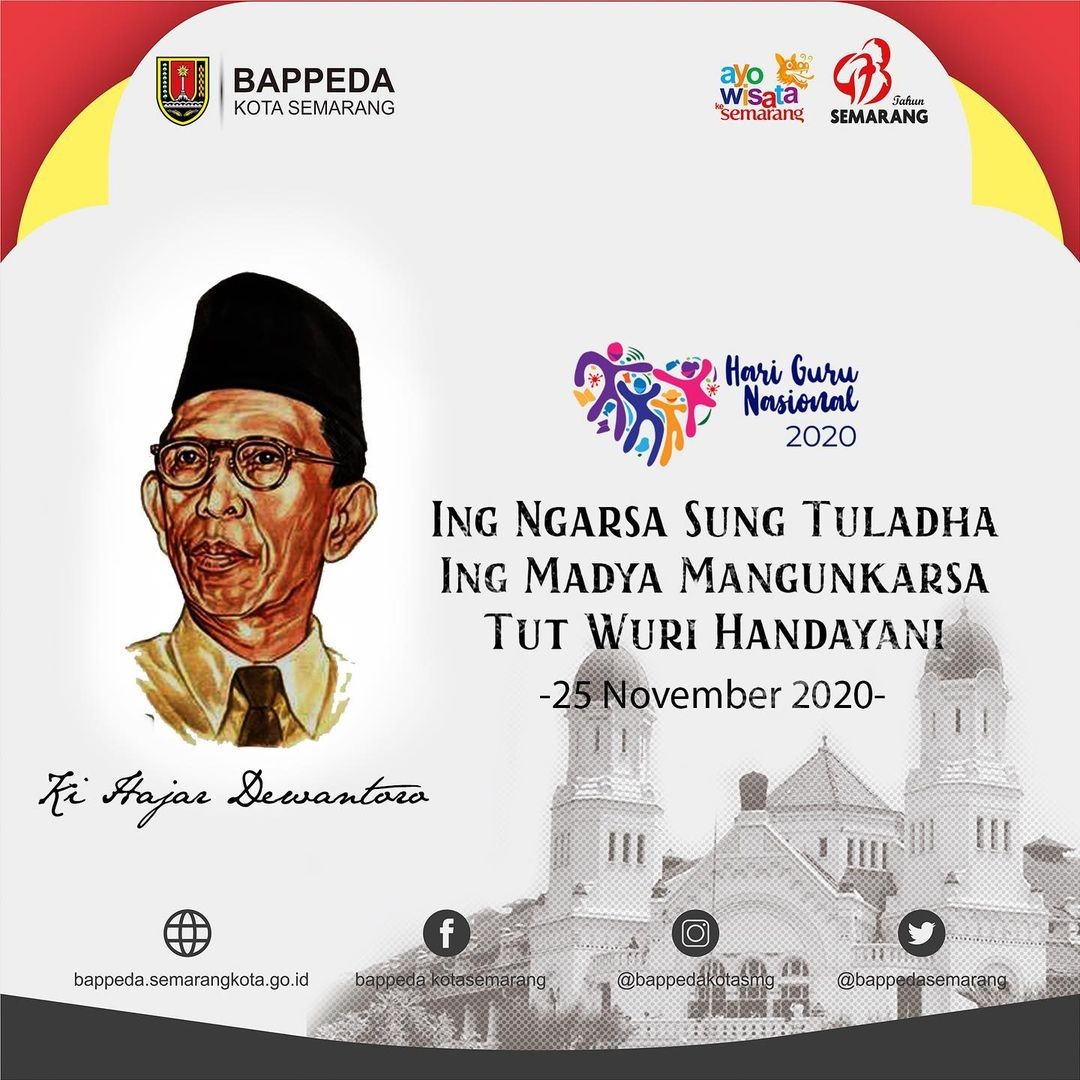 BAPPEDA
KOTA SEMARANG
ayo
wisata
ke
semarang
473
Tahun
SEMARANG
Hari Guru
Nasional
2020
ING NGARSA SUNG TULADHA
ING MADYA MANGUNKARSA
TUT WURI HANDAYANI
-25 November 2020-
Ki Hajar Dewantoro
bappeda.semarangkota.go.id
bappeda kotasemarang
@bappedakotasmg
@bappedasemarang